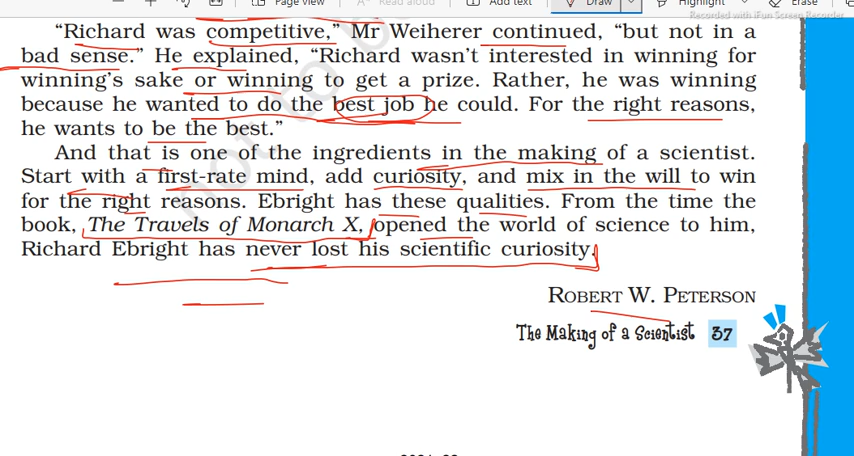 Page view
Read aloud
Add text
Draw
Highlight
Erase
Recorded with iFun Screen Recorder
“Richard was competitive,” Mr Weiherer continued, “but not in a
bad sense.” He explained, “Richard wasn’t interested in winning for
winning’s sake or winning to get a prize. Rather, he was winning
because he wanted to do the best job he could. For the right reasons,
he wants to be the best.”
And that is one of the ingredients in the making of a scientist.
Start with a first-rate mind, add curiosity, and mix in the will to win
for the right reasons. Ebright has these qualities. From the time the
book, The Travels of Monarch X, opened the world of science to him,
Richard Ebright has never lost his scientific curiosity.
ROBERT W. PETERSON
The Making of a Scientist 37